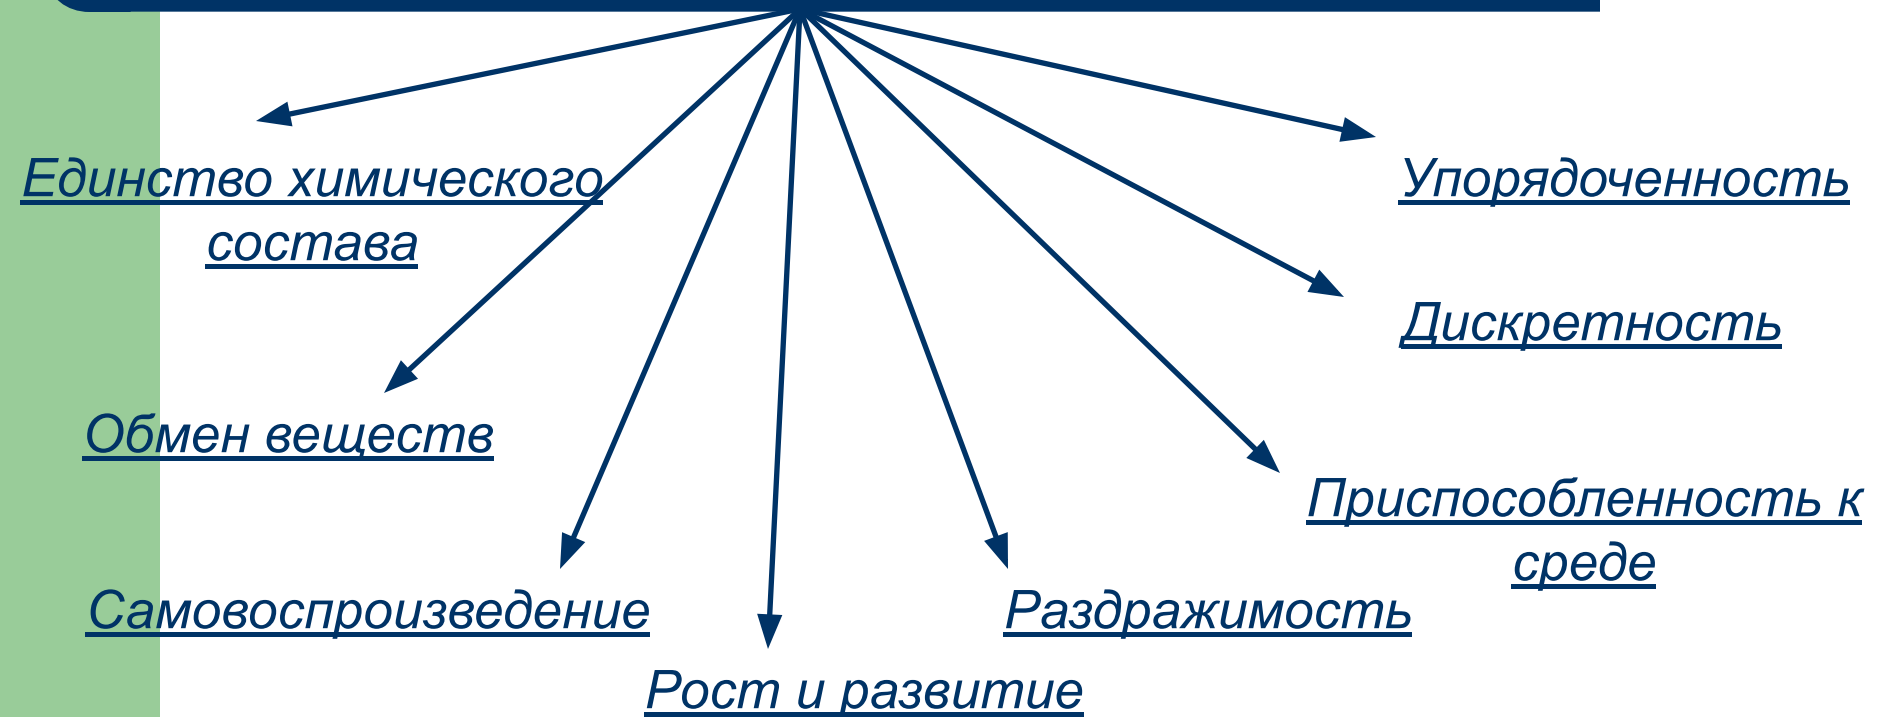 Единство химического
состава
Обмен веществ
Самовоспроизведение
Рост и развитие
Раздражимость
Приспособленность к
среде
Дискретность
Упорядоченность